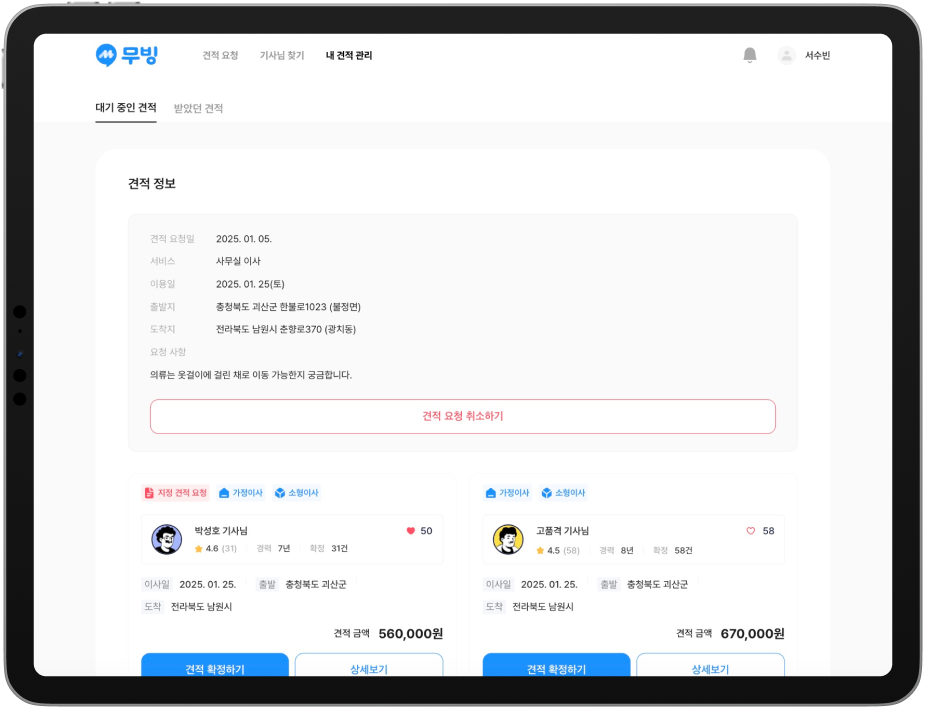 무빙 견적 요청 기사님 찾기 내 견적 관리 서수빈
대기 중인 견적 받았던 견적
견적 정보
견적 요청일 2025. 01. 05.
서비스 사무실 이사
이용일 2025. 01. 25(토)
출발지 충청북도 괴산군 한불로1023 (불정면)
도착지 전라북도 남원시 춘향로370 (광치동)
요청 사항
의류는 옷걸이에 걸린 채로 이동 가능한지 궁금합니다.
견적 요청 취소하기
지정 견적 요청 가정이사 소형이사
박성호 기사님 50
4.6 (31) 경력 7년 확정 31건
이사일 2025. 01. 25. 출발 충청북도 괴산군
도착 전라북도 남원시
견적 금액 560,000원
견적 확정하기 상세보기
가정이사 소형이사
고품격 기사님 58
4.5 (58) 경력 8년 확정 58건
이사일 2025. 01. 25. 출발 충청북도 괴산군
도착 전라북도 남원시
견적 금액 670,000원
견적 확정하기 상세보기